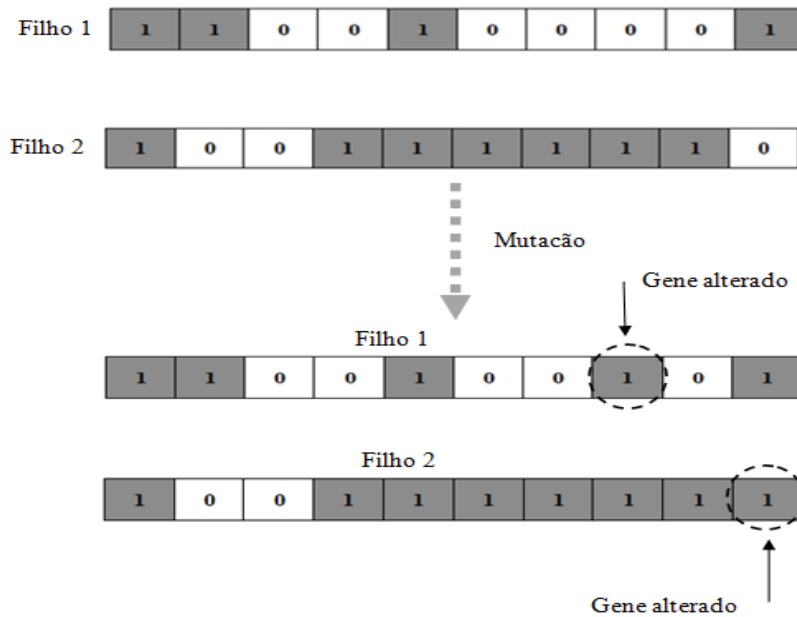 Filho 1 1 1 0 0 1 0 0 0 0 1
Filho 2 1 0 0 1 1 1 1 1 1 0
Mutacão
Gene alterado
Filho 1
1 1 0 0 1 0 0 1 0 1
Filho 2
1 0 0 1 1 1 1 1 1 1
Gene alterado